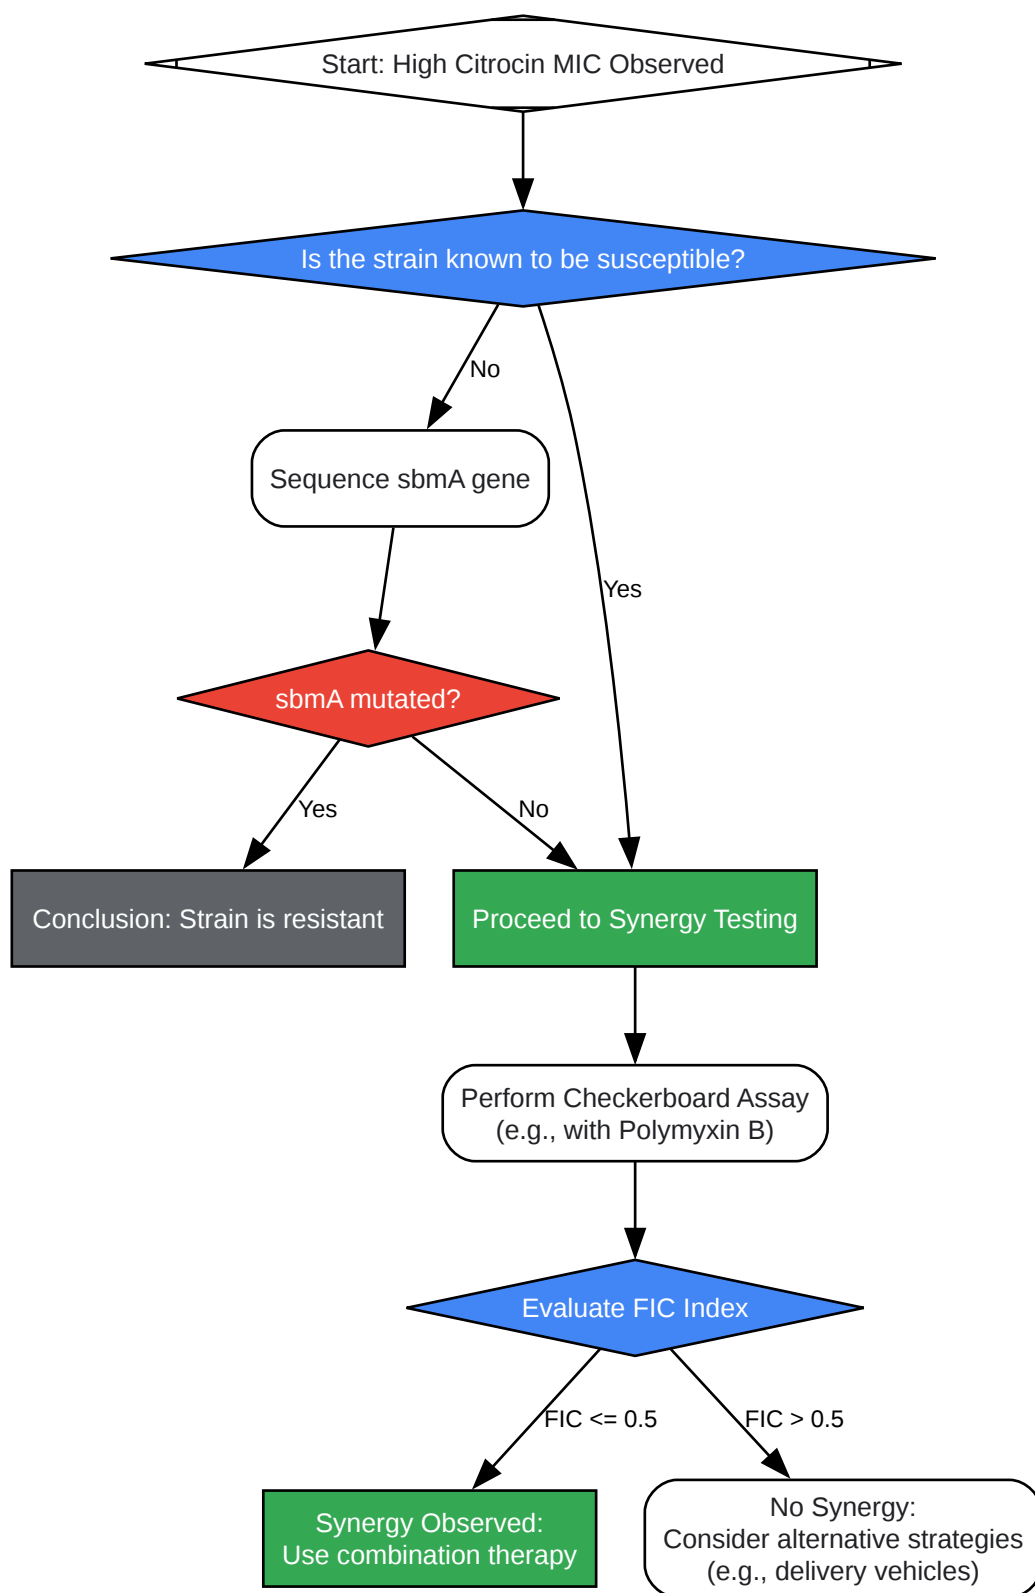 Start: High Citrocin MIC Observed
Is the strain known to be susceptible?
No
Sequence sbmA gene
Yes
sbmA mutated?
Yes
No
Conclusion: Strain is resistant
Proceed to Synergy Testing
Perform Checkerboard Assay
(e.g., with Polymyxin B)
Evaluate FIC Index
FIC <= 0.5
FIC > 0.5
Synergy Observed:
Use combination therapy
No Synergy:
Consider alternative strategies
(e.g., delivery vehicles)